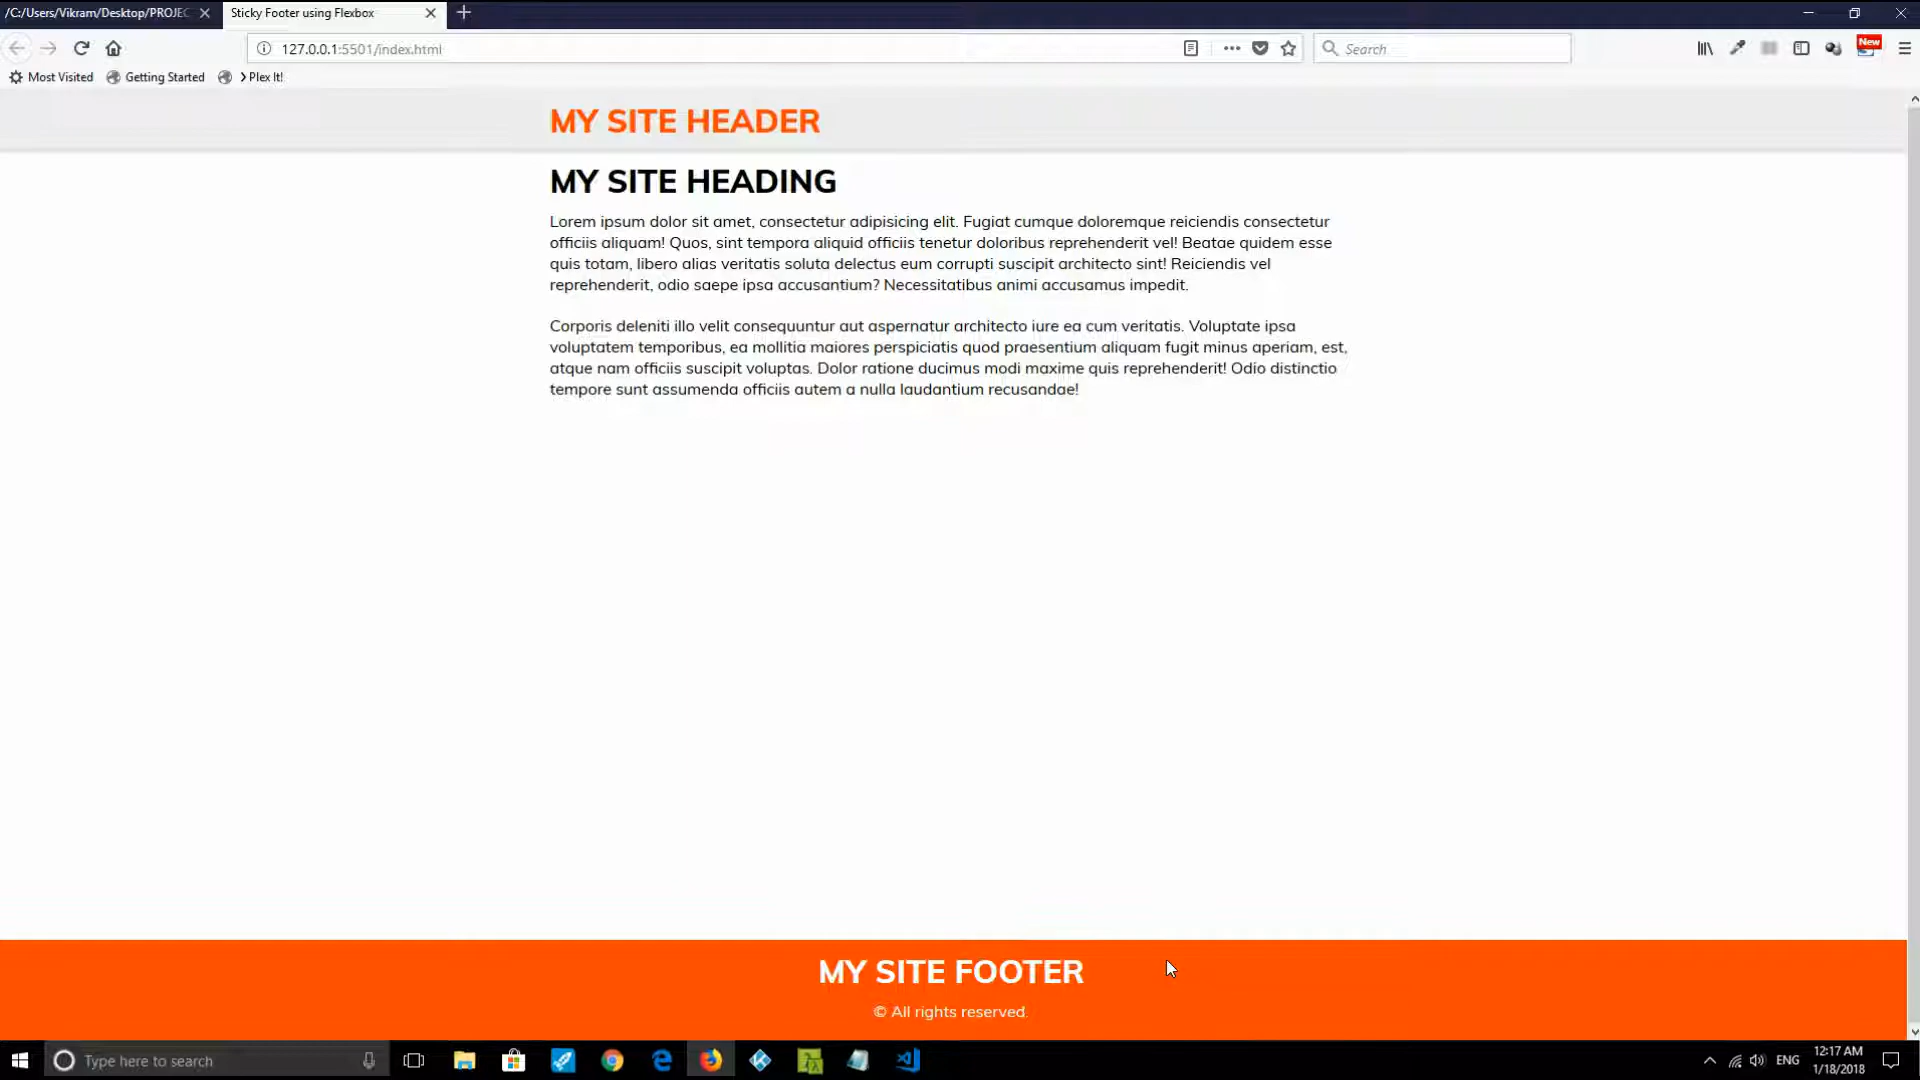 /C:/Users/Vikram/Desktop/PROJEC
Sticky Footer using Flexbox
127.0.0.1:5501/index.html
Search
New
Most Visited
Getting Started
Plex It!
MY SITE HEADER
MY SITE HEADING
Lorem ipsum dolor sit amet, consectetur adipisicing elit. Fugiat cumque doloremque reiciendis consectetur
officiis aliquam! Quos, sint tempora aliquid officiis tenetur doloribus reprehenderit vel! Beatae quidem esse
quis totam, libero alias veritatis soluta delectus eum corrupti suscipit architecto sint! Reiciendis vel
reprehenderit, odio saepe ipsa accusantium? Necessitatibus animi accusamus impedit.
Corporis deleniti illo velit consequuntur aut aspernatur architecto iure ea cum veritatis. Voluptate ipsa
voluptatem temporibus, ea mollitia maiores perspiciatis quod praesentium aliquam fugit minus aperiam, est,
atque nam officiis suscipit voluptas. Dolor ratione ducimus modi maxime quis reprehenderit! Odio distinctio
tempore sunt assumenda officiis autem a nulla laudantium recusandae!
MY SITE FOOTER
© All rights reserved.
Type here to search
ENG
12:17 AM
1/18/2018